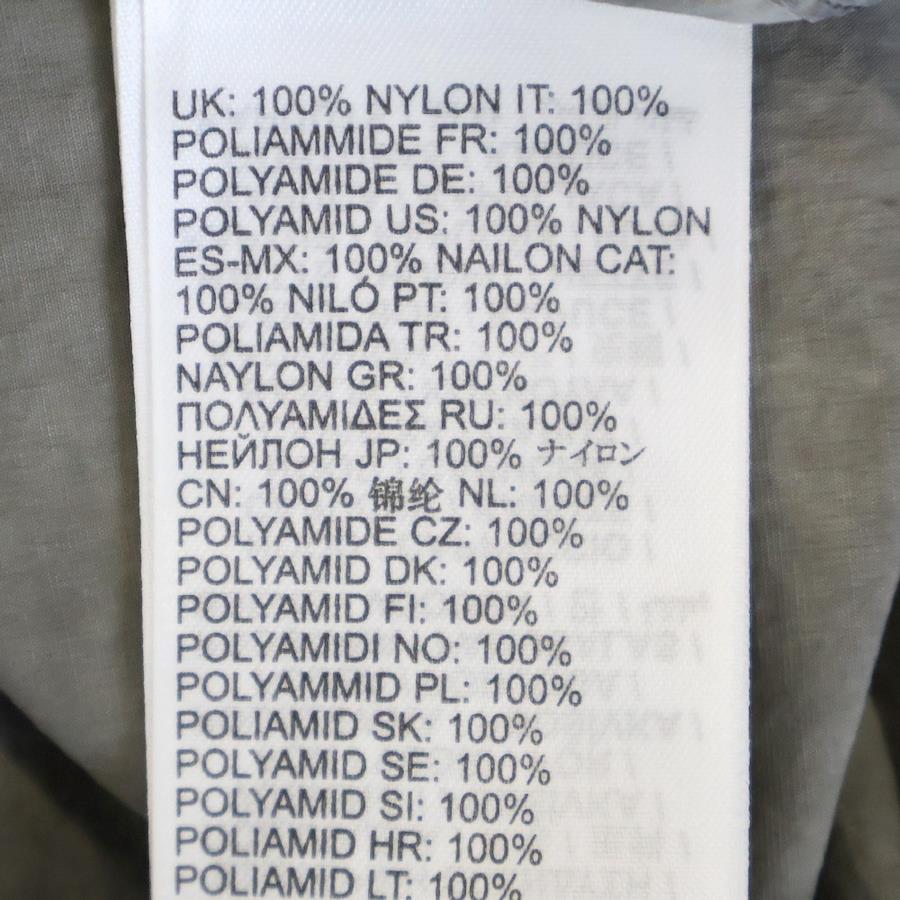 UK: 100% NYLON IT: 100%
POLIAMMIDE FR: 100%
POLYAMIDE DE: 100%
POLYAMID US: 100% NYLON
ES-MX: 100% NAILON CAT:
100% NILÓ PT: 100%
POLIAMIDA TR: 100%
NAYLON GR: 100%
ΠΟΛΥΑΜΙΔΕΣ RU: 100%
НЕЙЛОН JP: 100% ナイロン
CN: 100% 锦纶 NL: 100%
POLYAMIDE CZ: 100%
POLYAMID DK: 100%
POLYAMID FI: 100%
POLYAMIDI NO: 100%
POLYAMMID PL: 100%
POLIAMID SK: 100%
POLYAMID SE: 100%
POLYAMID SI: 100%
POLIAMID HR: 100%
POLIAMID LT: 100%